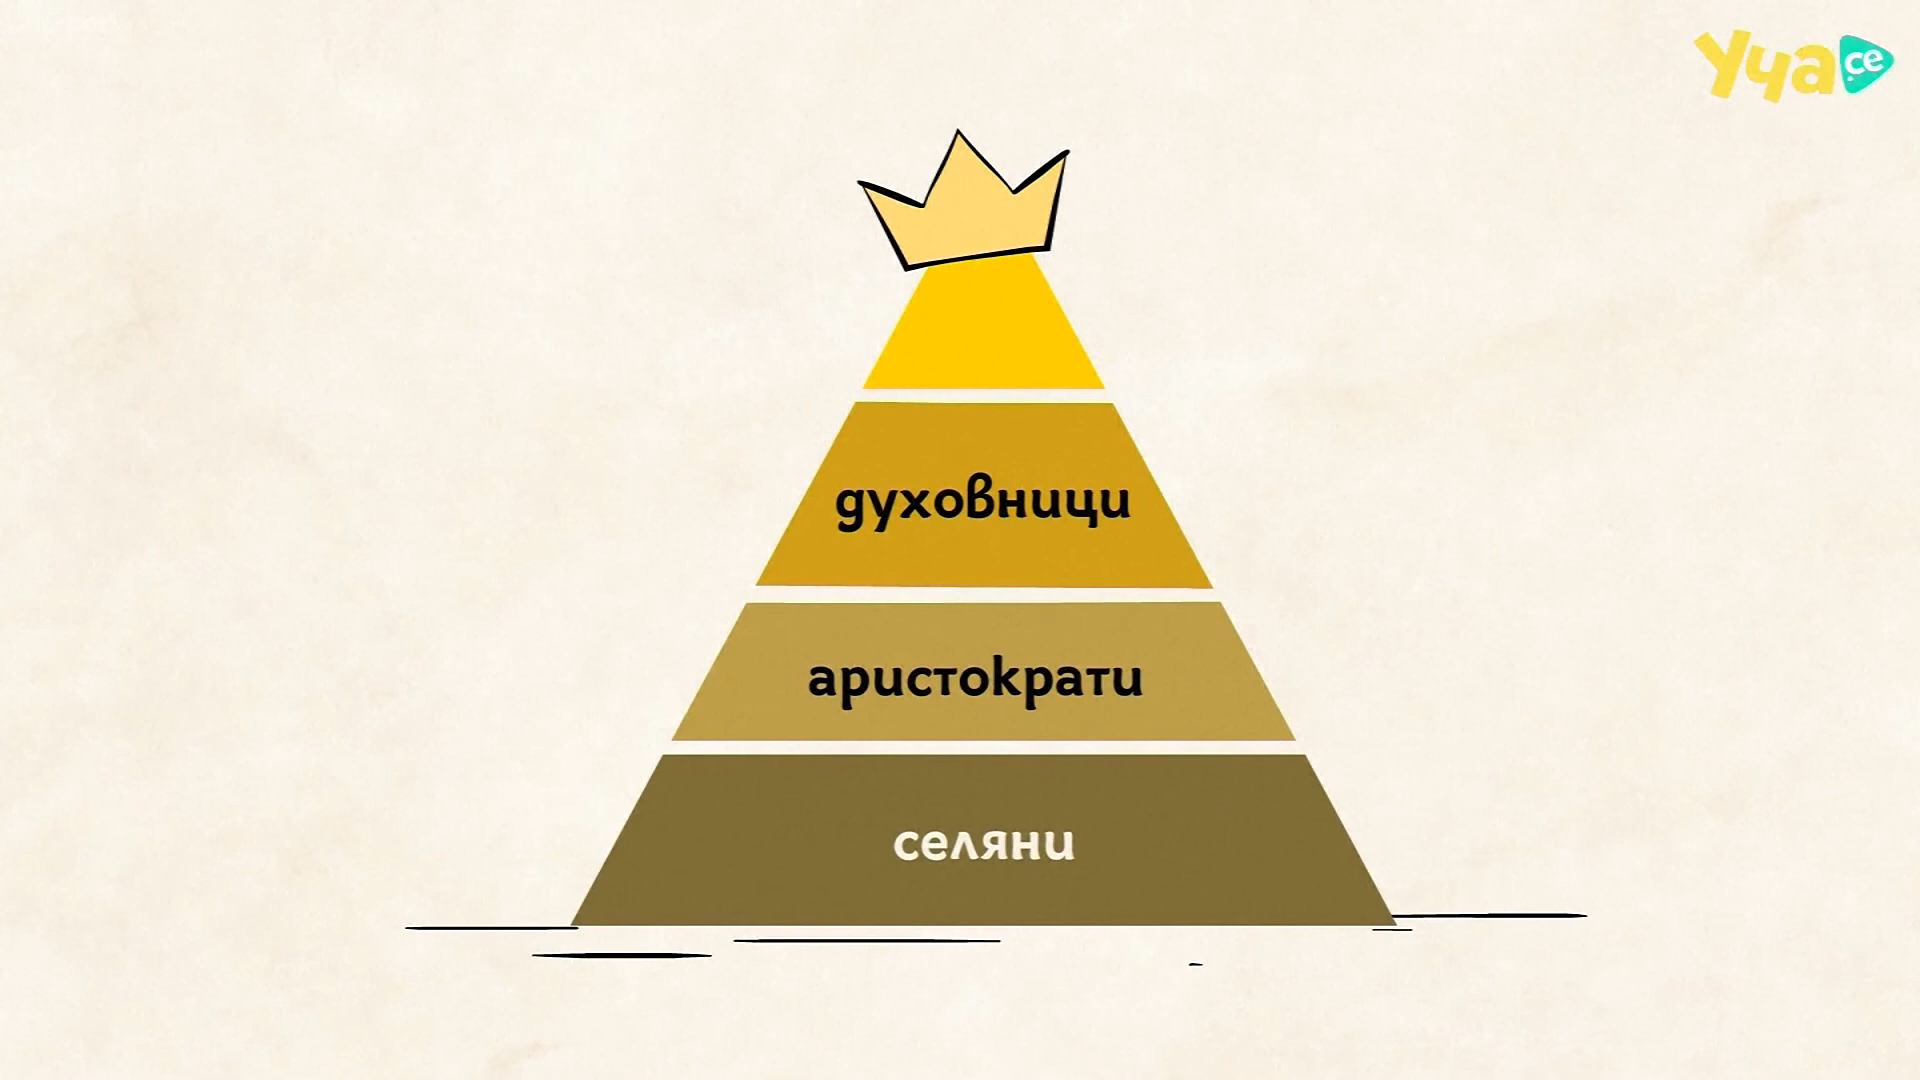 Уча.се
духовници
аристократи
селяни